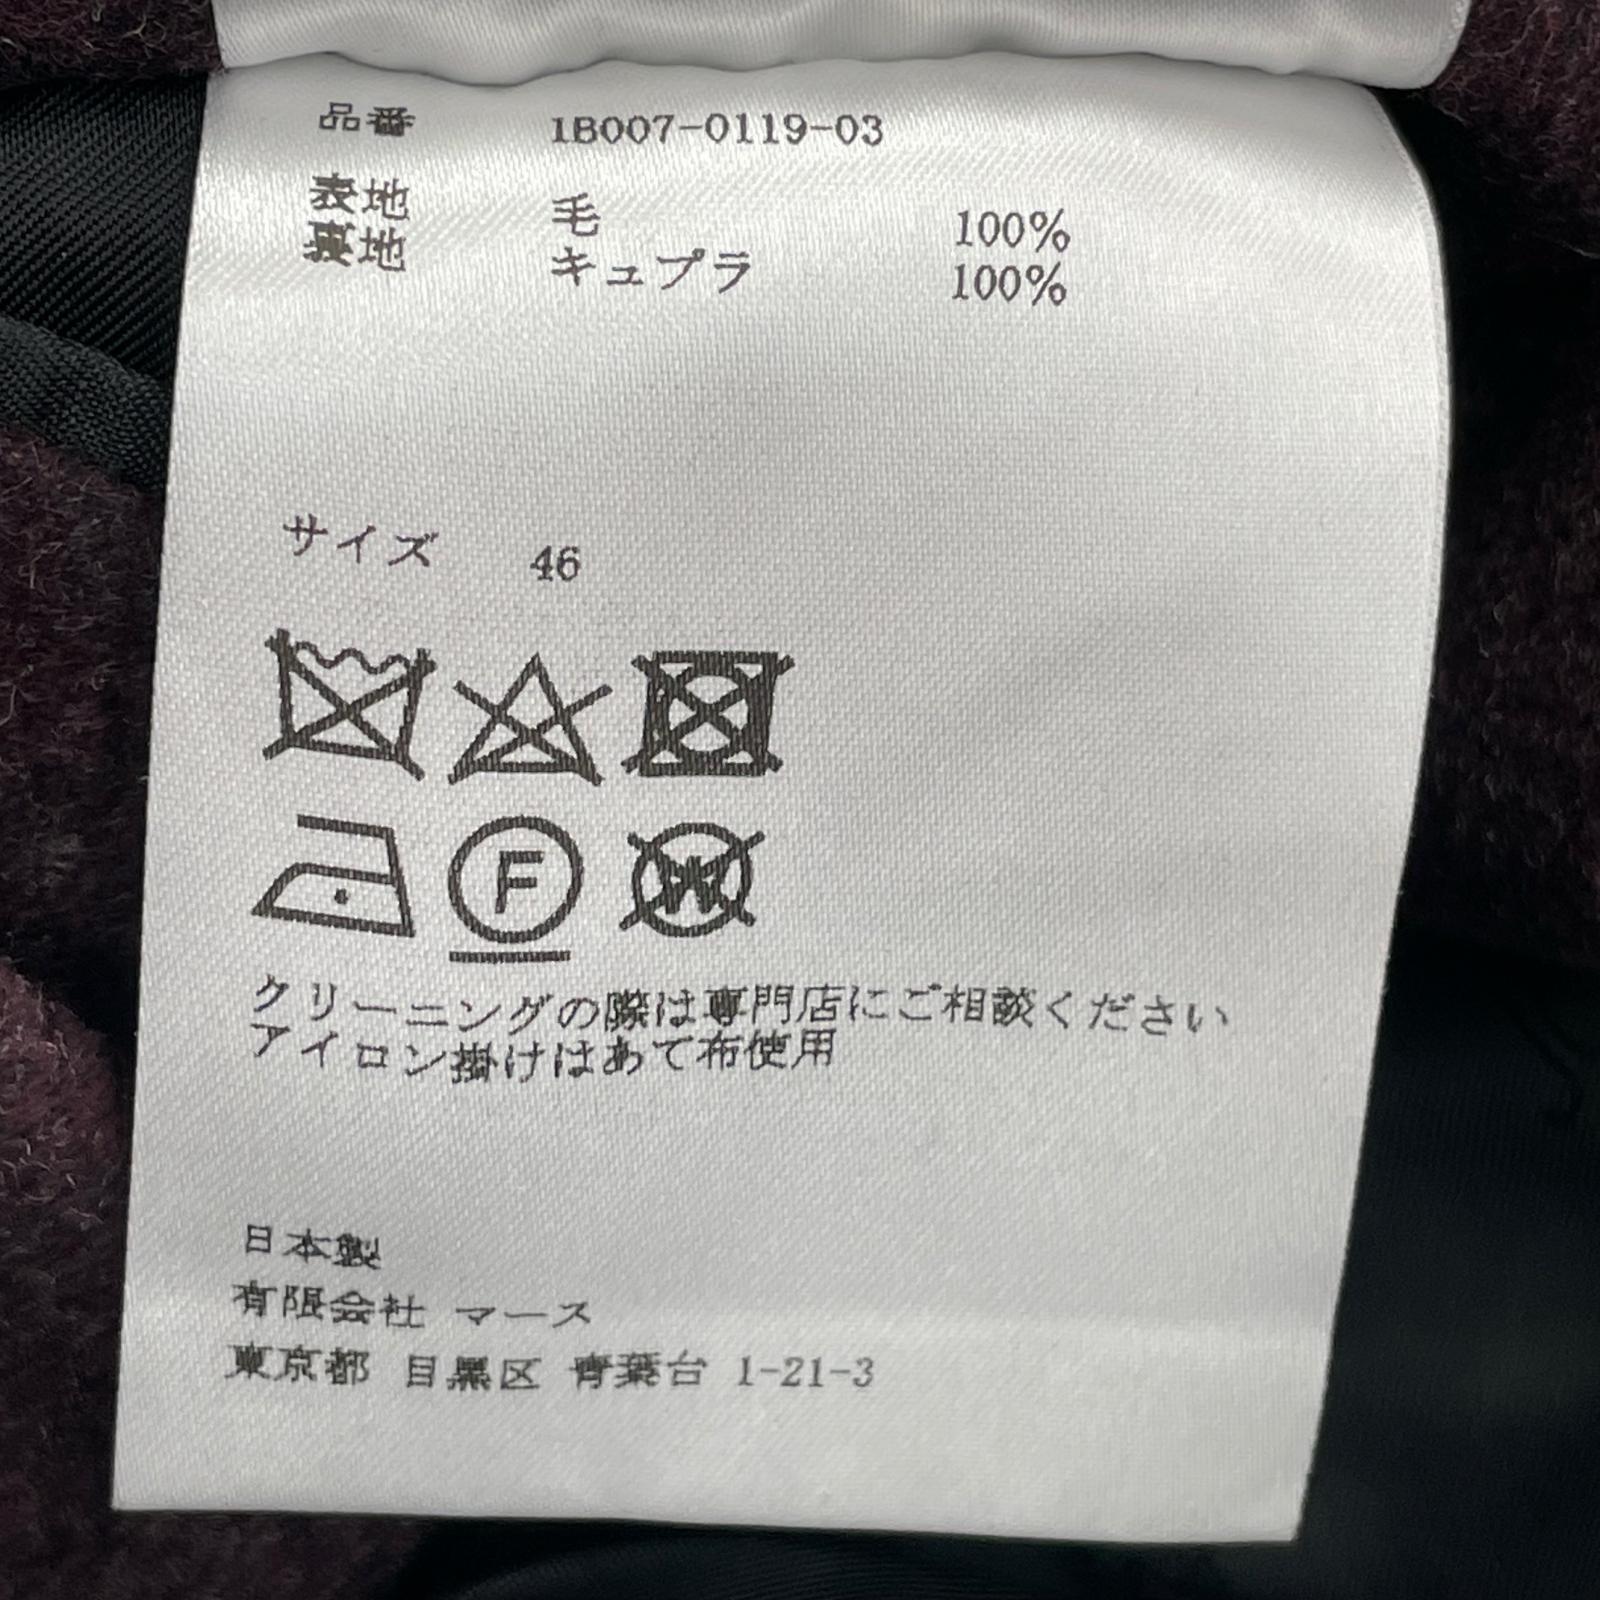 品番 1B007-0119-03
表地 毛 100%
裏地 キュプラ 100%
サイズ 46
F
W
クリーニングの際は専門店にご相談ください
アイロン掛けはあて布使用
日本製
有限会社 マース
東京都 目黒区 青葉台 1-21-3